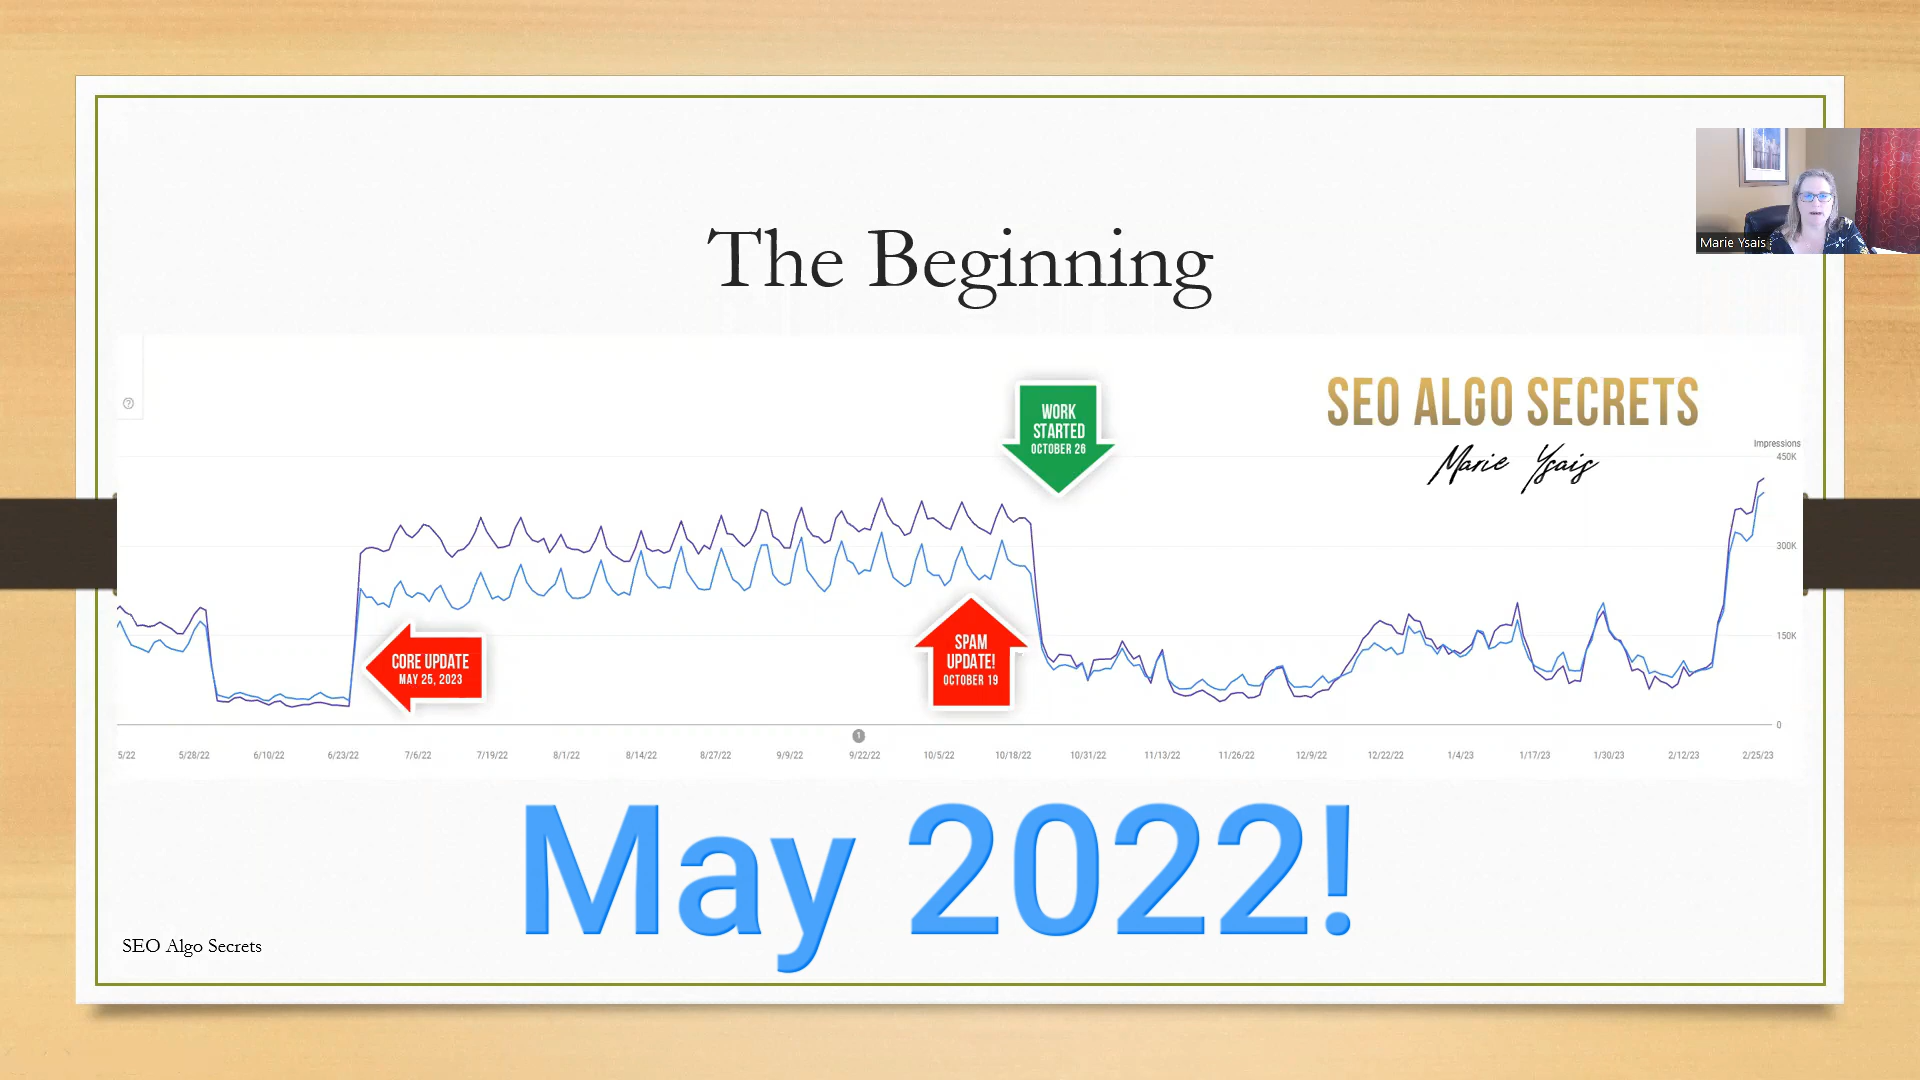 The Beginning
Marie Ysais
WORK
STARTED
OCTOBER 26
SEO ALGO SECRETS
Marie Ysais
Impressions
450K
300K
150K
0
CORE UPDATE
MAY 25, 2023
SPAM
UPDATE!
OCTOBER 19
1
5/22 5/28/22 6/10/22 6/23/22 7/6/22 7/19/22 8/1/22 8/14/22 8/27/22 9/9/22 9/22/22 10/5/22 10/18/22 10/31/22 11/13/22 11/26/22 12/9/22 12/22/22 1/4/23 1/17/23 1/30/23 2/12/23 2/25/23
May 2022!
SEO Algo Secrets